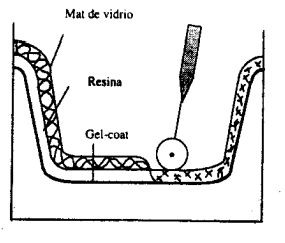 Mat de vidrio
Resina
Gel-coat